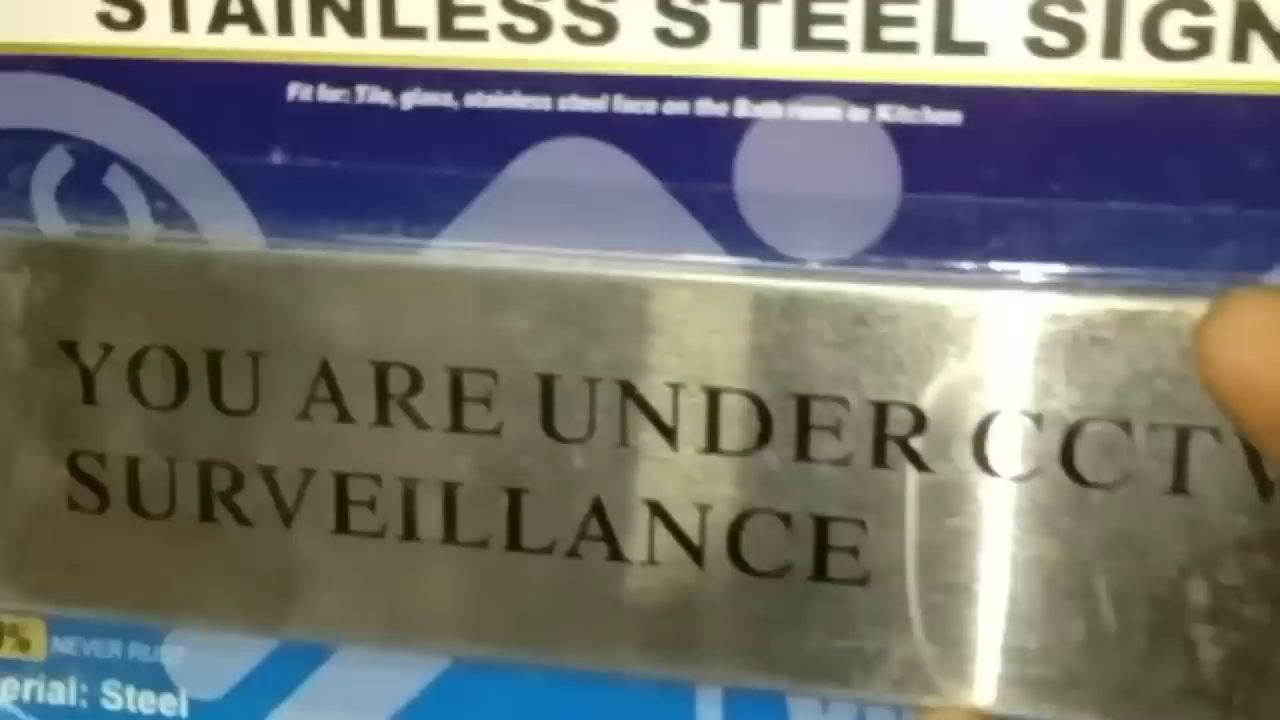 STAINLESS STEEL SIGN
Fit for: Tile, glass, stainless steel face on the Bath room or Kitchen
YOU ARE UNDER CCTV
SURVEILLANCE
% NEVER RUST
erial: Steel